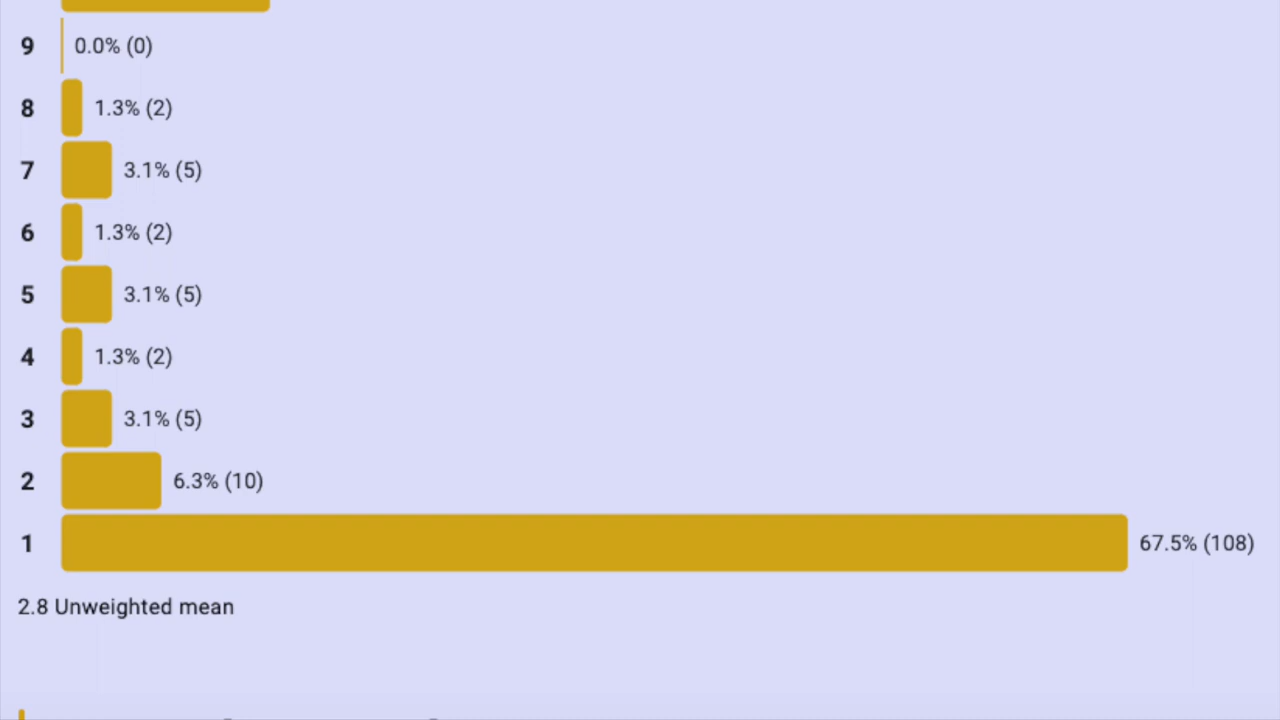 9 0.0% (0)
8 1.3% (2)
7 3.1% (5)
6 1.3% (2)
5 3.1% (5)
4 1.3% (2)
3 3.1% (5)
2 6.3% (10)
1 67.5% (108)
2.8 Unweighted mean